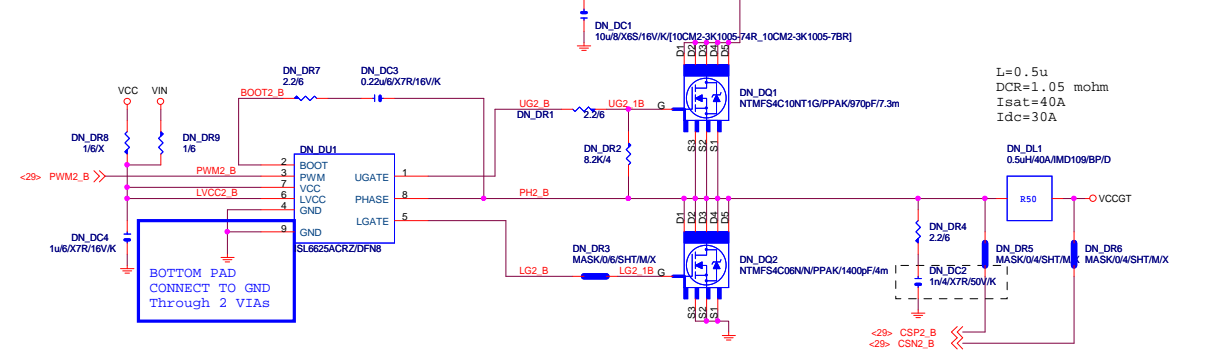 DN_DC1
10u/8/X6S/16V/K/[10CM2-3K1005-74R_10CM2-3K1005-7BR]
D1
D2
D3
D4
D5
L=0.5u
DCR=1.05 mohm
Isat=40A
Idc=30A
DN_DR7
2.2/6
DN_DC3
0.22u/6/X7R/16V/K
VCC
VIN
BOOT2_B
UG2_B
DN_DR1
2.2/6
UG2_1B
G
DN_DQ1
NTMFS4C10NT1G/PPAK/970pF/7.3m
S3
S2
S1
DN_DR8
1/6/X
DN_DR9
1/6
DN_DU1
DN_DR2
8.2K/4
DN_DL1
0.5uH/40A/IMD109/BP/D
<29> PWM2_B
PWM2_B
LVCC2_B
2 BOOT
3 PWM
7 VCC
6 LVCC
4 GND
9 GND
UGATE 1
PHASE 8
LGATE 5
SL6625ACRZ/DFN8
PH2_B
R50
VCCGT
D1
D2
D3
D4
D5
DN_DC4
1u/6/X7R/16V/K
BOTTOM PAD
CONNECT TO GND
Through 2 VIAs
LG2_B
DN_DR3
MASK/0/6/SHT/M/X
LG2_1B
G
DN_DQ2
NTMFS4C06N/N/PPAK/1400pF/4m
S3
S2
S1
DN_DR4
2.2/6
DN_DC2
1n/4/X7R/50V/K
DN_DR5
MASK/0/4/SHT/M/X
DN_DR6
MASK/0/4/SHT/M/X
<29> CSP2_B
<29> CSN2_B